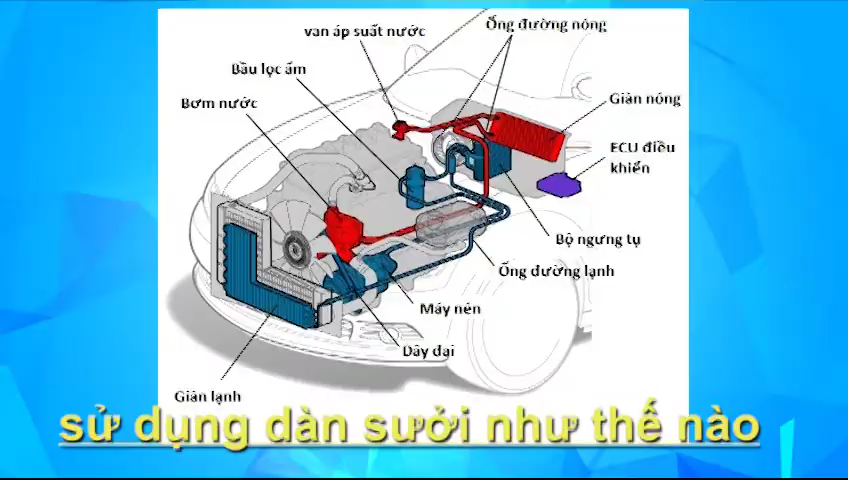 van áp suất nước
Ống đường nóng
Bầu lọc ẩm
Bơm nước
Giàn nóng
ECU điều
khiển
Bộ ngưng tụ
Ống đường lạnh
Máy nén
Dây đai
Giàn lạnh
sử dụng dàn sưởi như thế nào